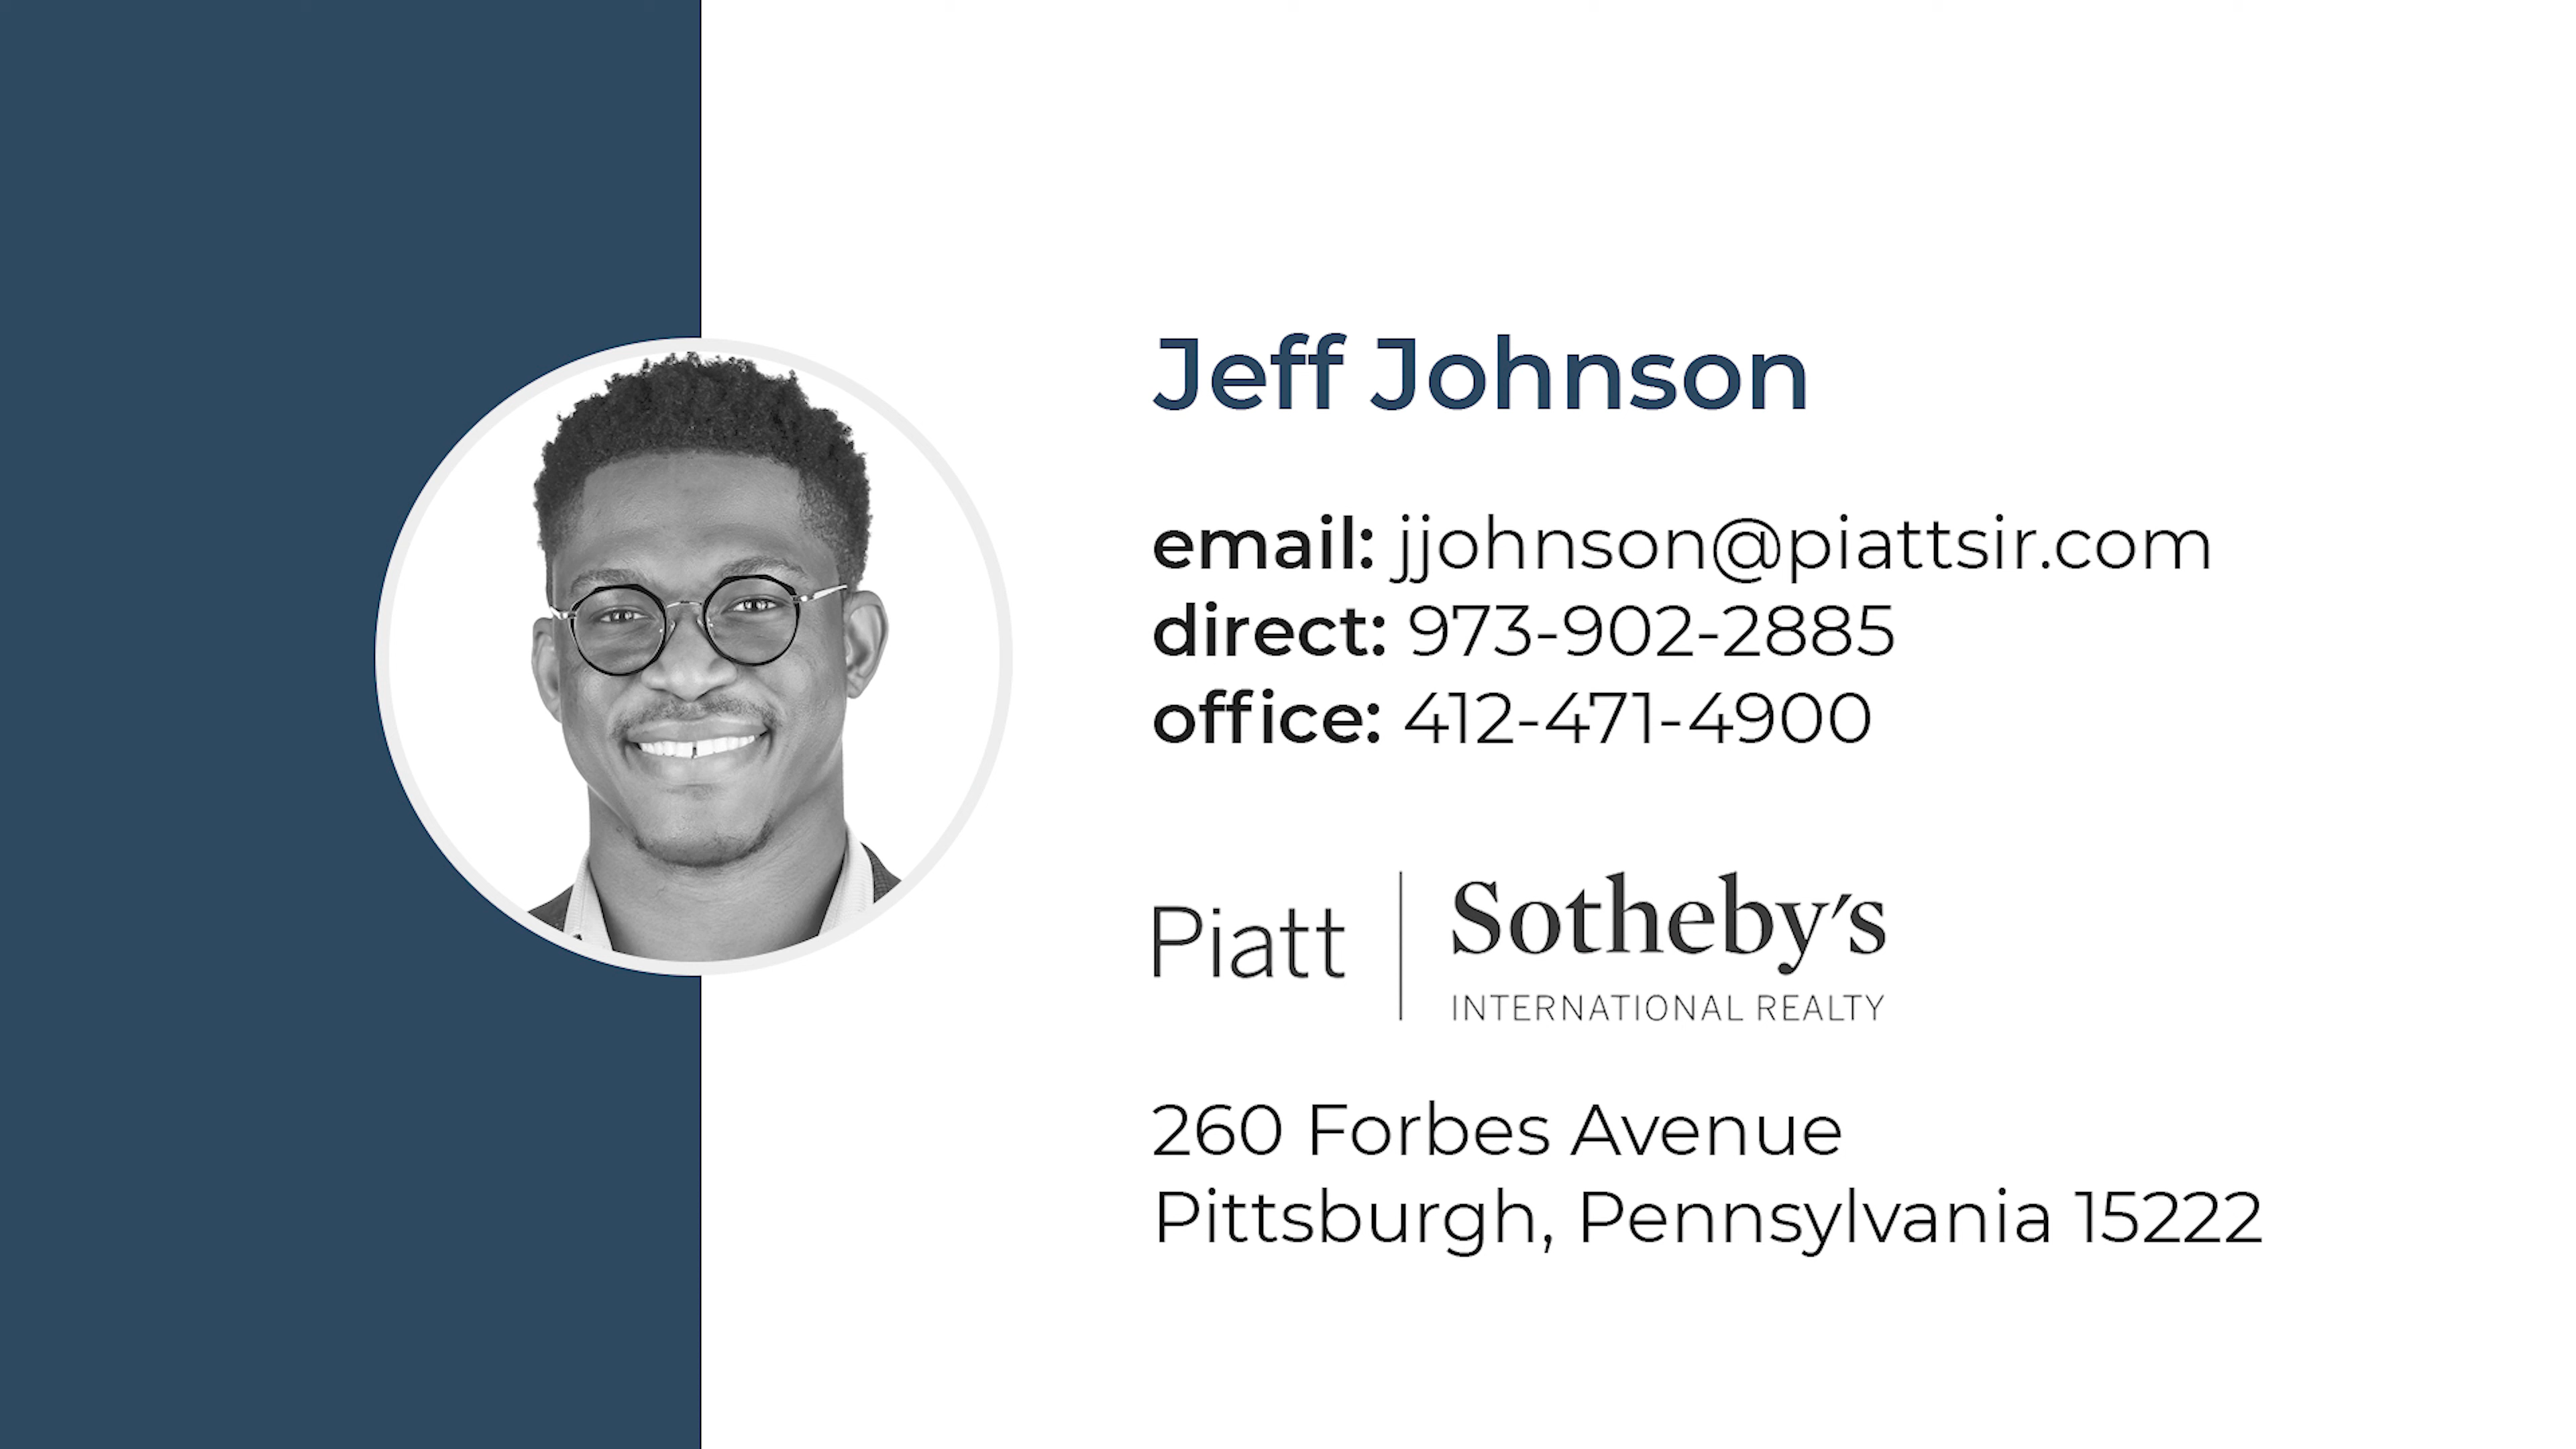 Jeff Johnson
email: jjohnson@piattsir.com
direct: 973-902-2885
office: 412-471-4900
Piatt
Sotheby's
INTERNATIONAL REALTY
260 Forbes Avenue
Pittsburgh, Pennsylvania 15222